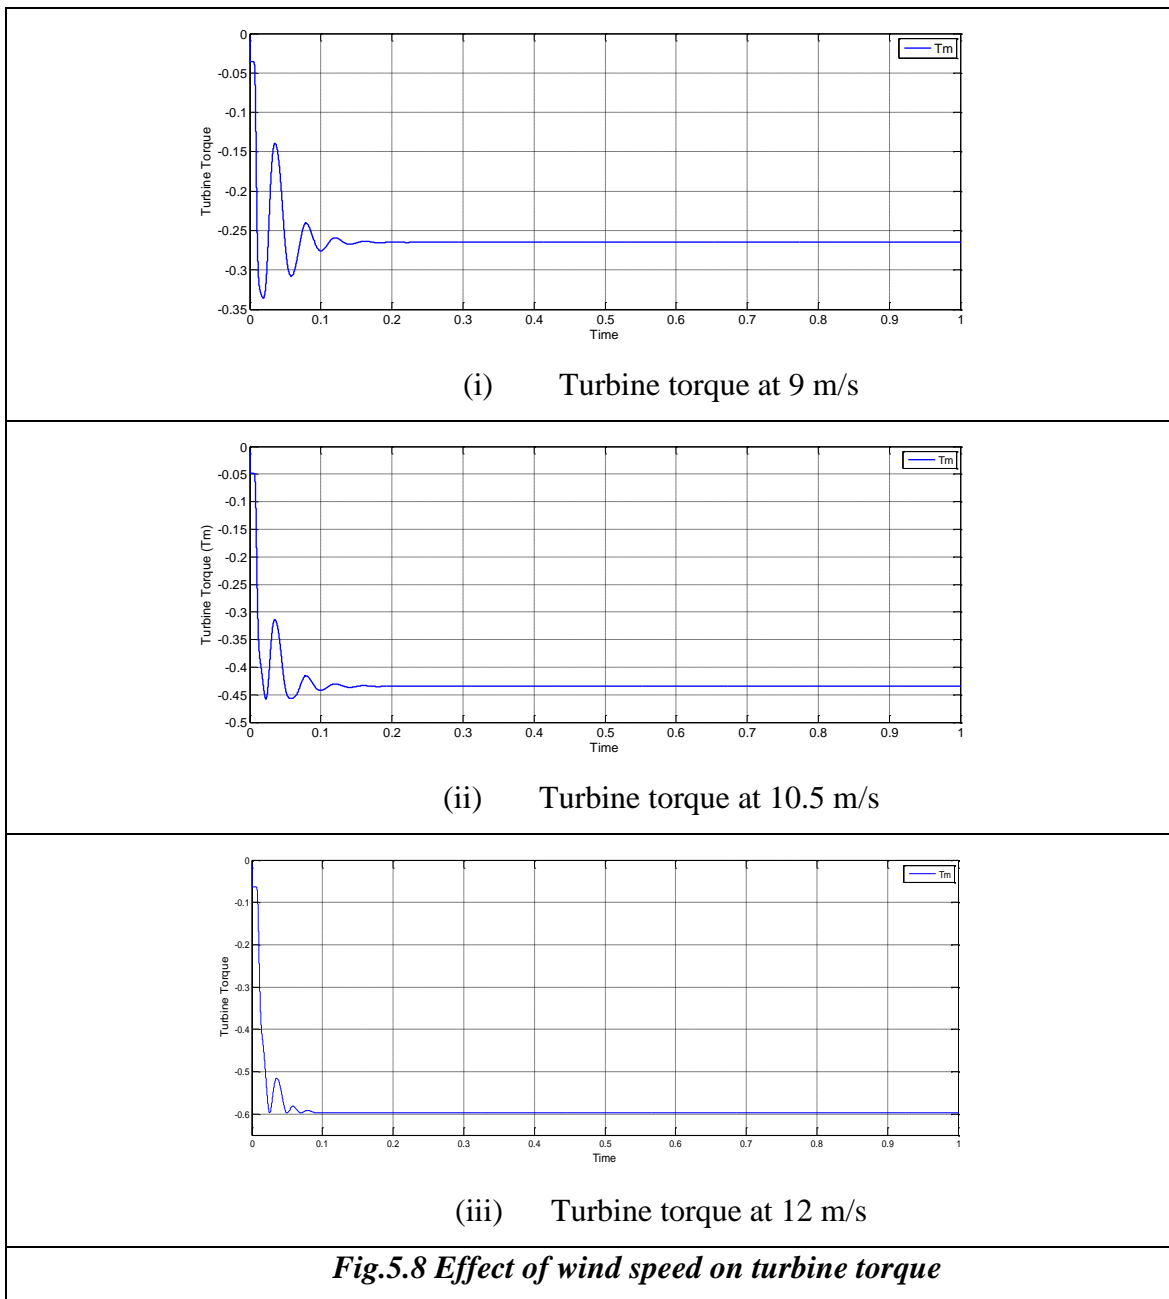 0
-0.05
-0.1
-0.15
-0.2
-0.25
-0.3
-0.35
Turbine Torque
Tm
0 0.1 0.2 0.3 0.4 0.5 0.6 0.7 0.8 0.9 1
Time
(i) Turbine torque at 9 m/s
0
-0.05
-0.1
-0.15
-0.2
-0.25
-0.3
-0.35
-0.4
-0.45
-0.5
Turbine Torque (Tm)
Tm
0 0.1 0.2 0.3 0.4 0.5 0.6 0.7 0.8 0.9 1
Time
(ii) Turbine torque at 10.5 m/s
0
-0.1
-0.2
-0.3
-0.4
-0.5
-0.6
Turbine Torque
Tm
0 0.1 0.2 0.3 0.4 0.5 0.6 0.7 0.8 0.9 1
Time
(iii) Turbine torque at 12 m/s
Fig.5.8 Effect of wind speed on turbine torque